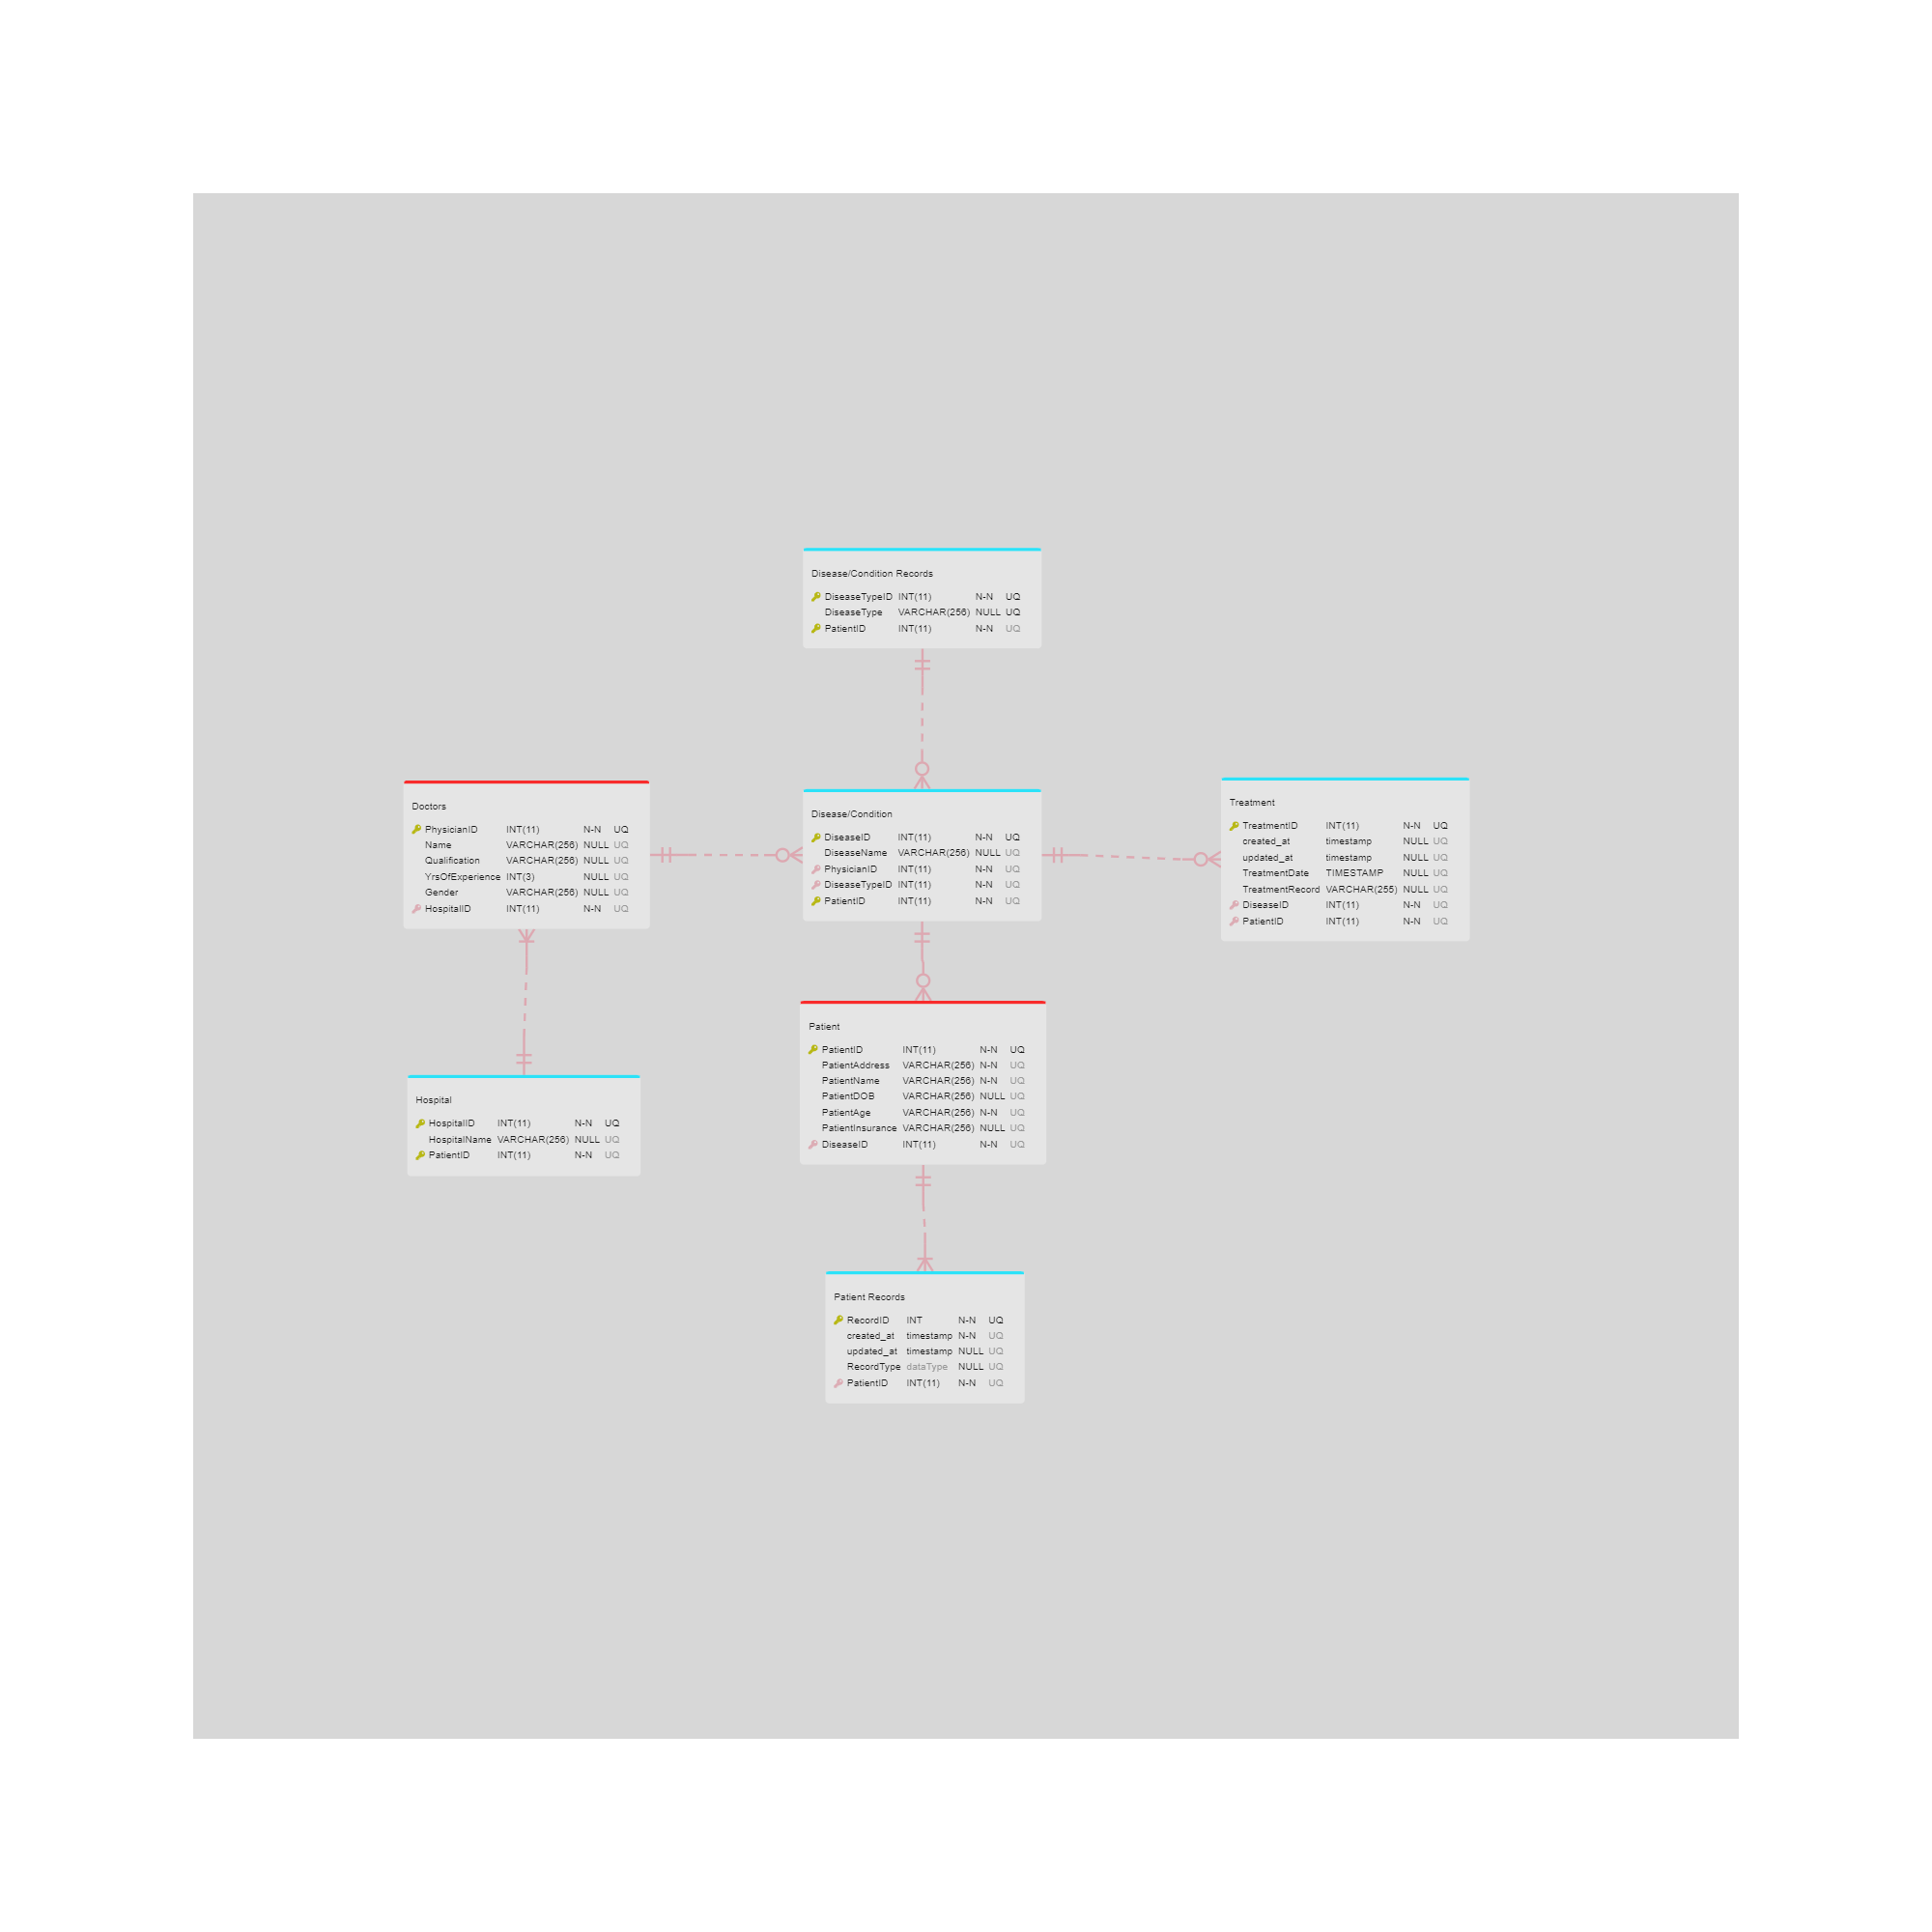 Disease/Condition Records
DiseaseTypeID INT(11) N-N UQ
DiseaseType VARCHAR(256) NULL UQ
PatientID INT(11) N-N UQ
Doctors
PhysicianID INT(11) N-N UQ
Name VARCHAR(256) NULL UQ
Qualification VARCHAR(256) NULL UQ
YrsOfExperience INT(3) NULL UQ
Gender VARCHAR(256) NULL UQ
HospitalID INT(11) N-N UQ
Disease/Condition
DiseaseID INT(11) N-N UQ
DiseaseName VARCHAR(256) NULL UQ
PhysicianID INT(11) N-N UQ
DiseaseTypeID INT(11) N-N UQ
PatientID INT(11) N-N UQ
Treatment
TreatmentID INT(11) N-N UQ
created_at timestamp NULL UQ
updated_at timestamp NULL UQ
TreatmentDate TIMESTAMP NULL UQ
TreatmentRecord VARCHAR(255) NULL UQ
DiseaseID INT(11) N-N UQ
PatientID INT(11) N-N UQ
Hospital
HospitalID INT(11) N-N UQ
HospitalName VARCHAR(256) NULL UQ
PatientID INT(11) N-N UQ
Patient
PatientID INT(11) N-N UQ
PatientAddress VARCHAR(256) N-N UQ
PatientName VARCHAR(256) N-N UQ
PatientDOB VARCHAR(256) NULL UQ
PatientAge VARCHAR(256) N-N UQ
PatientInsurance VARCHAR(256) NULL UQ
DiseaseID INT(11) N-N UQ
Patient Records
RecordID INT N-N UQ
created_at timestamp N-N UQ
updated_at timestamp NULL UQ
RecordType dataType NULL UQ
PatientID INT(11) N-N UQ